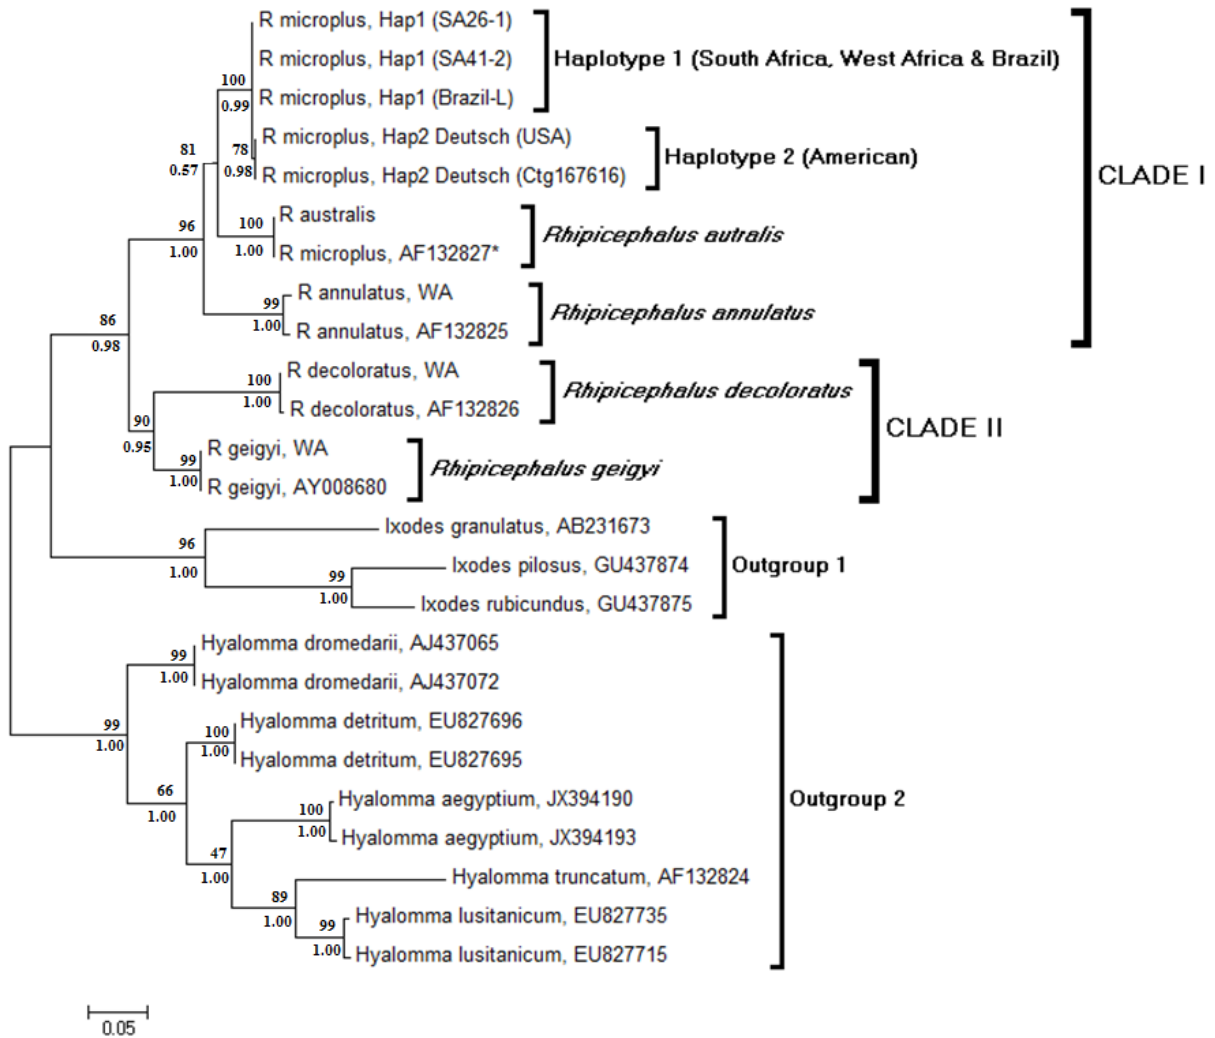 R microplus, Hap1 (SA26-1)
R microplus, Hap1 (SA41-2)
Haplotype 1 (South Africa, West Africa & Brazil)
100
0.99
R microplus, Hap1 (Brazil-L)
R microplus, Hap2 Deutsch (USA)
81
0.57
78
0.98
Haplotype 2 (American)
R microplus, Hap2 Deutsch (Ctg167616)
CLADE I
R australis
100
1.00
Rhipicephalus autralis
96
1.00
R microplus, AF132827*
R annulatus, WA
99
1.00
Rhipicephalus annulatus
R annulatus, AF132825
86
0.98
R decoloratus, WA
100
1.00
Rhipicephalus decoloratus
R decoloratus, AF132826
90
0.95
CLADE II
R geigyi, WA
99
1.00
Rhipicephalus geigyi
R geigyi, AY008680
Ixodes granulatus, AB231673
96
1.00
Ixodes pilosus, GU437874
Outgroup 1
99
1.00
Ixodes rubicundus, GU437875
Hyalomma dromedarii, AJ437065
99
1.00
Hyalomma dromedarii, AJ437072
99
1.00
Hyalomma detritum, EU827696
100
1.00
Hyalomma detritum, EU827695
66
1.00
Hyalomma aegyptium, JX394190
100
1.00
Outgroup 2
Hyalomma aegyptium, JX394193
47
1.00
Hyalomma truncatum, AF132824
89
1.00
Hyalomma lusitanicum, EU827735
99
1.00
Hyalomma lusitanicum, EU827715
0.05